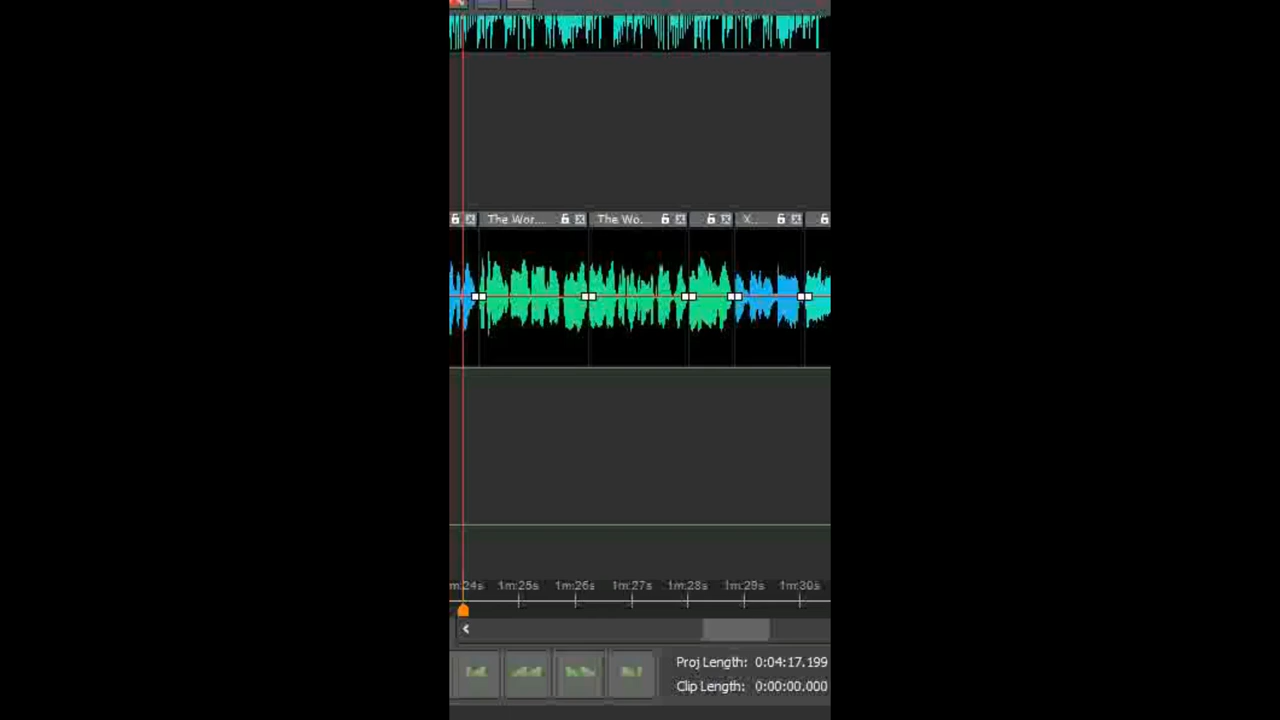 The Wor... The Wo... X...
m:24s 1m:25s 1m:26s 1m:27s 1m:28s 1m:29s 1m:30s
Proj Length: 0:04:17.199
Clip Length: 0:00:00.000